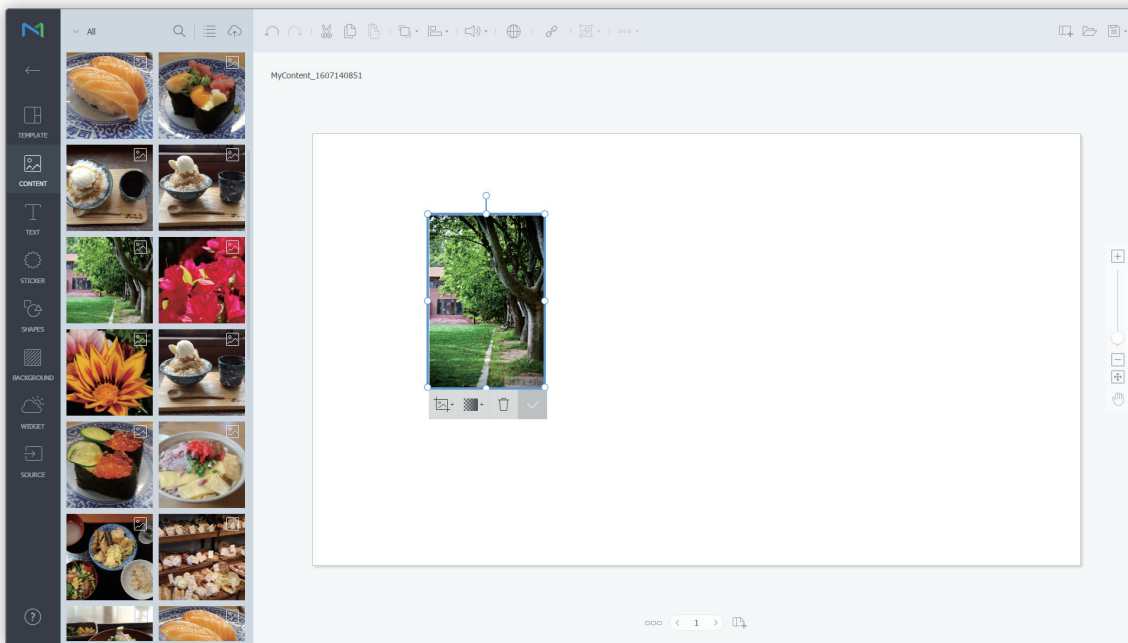 All
MyContent_1607140851
TEMPLATE
CONTENT
TEXT
STICKER
SHAPES
BACKGROUND
WIDGET
SOURCE
?
1